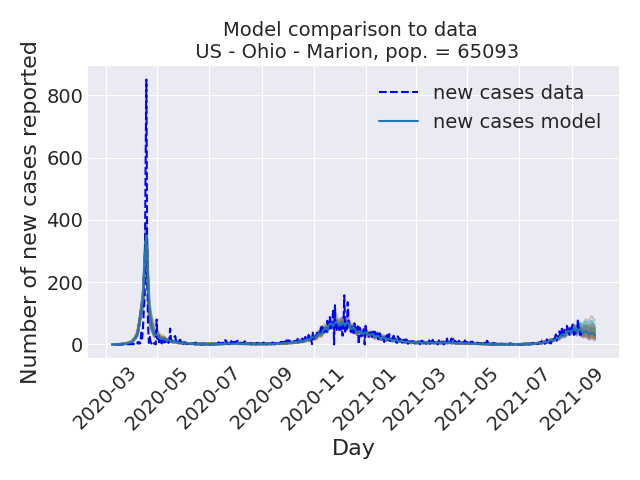 Model comparison to data
US - Ohio - Marion, pop. = 65093
new cases data
new cases model
Number of new cases reported
800
600
400
200
0
2020-03
2020-05
2020-07
2020-09
2020-11
2021-01
2021-03
2021-05
2021-07
2021-09
Day